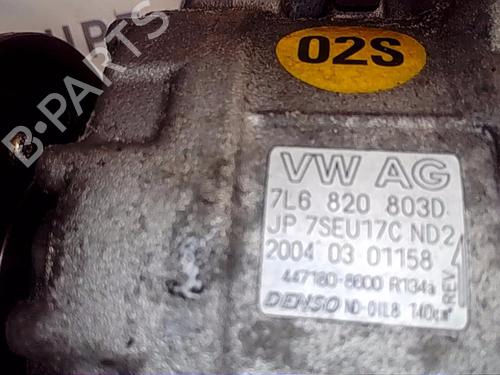 B-PARTS
02S
VW AG
7L6 820 803D
JP 7SEU17C ND2
2004 03 01158
447180-8600 R134a
DENSO ND-OIL8 140cm³
REV